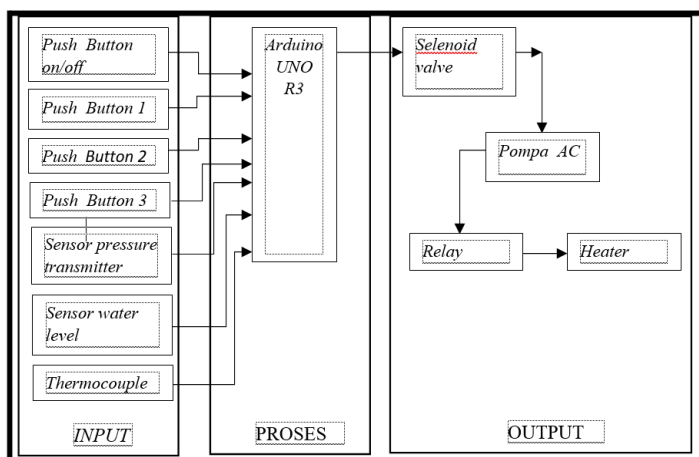 Push Button
on/off
Push Button 1
Push Button 2
Push Button 3
Sensor pressure
transmitter
Sensor water
level
Thermocouple
INPUT
Arduino
UNO
R3
PROSES
Selenoid
valve
Pompa AC
Relay
Heater
OUTPUT